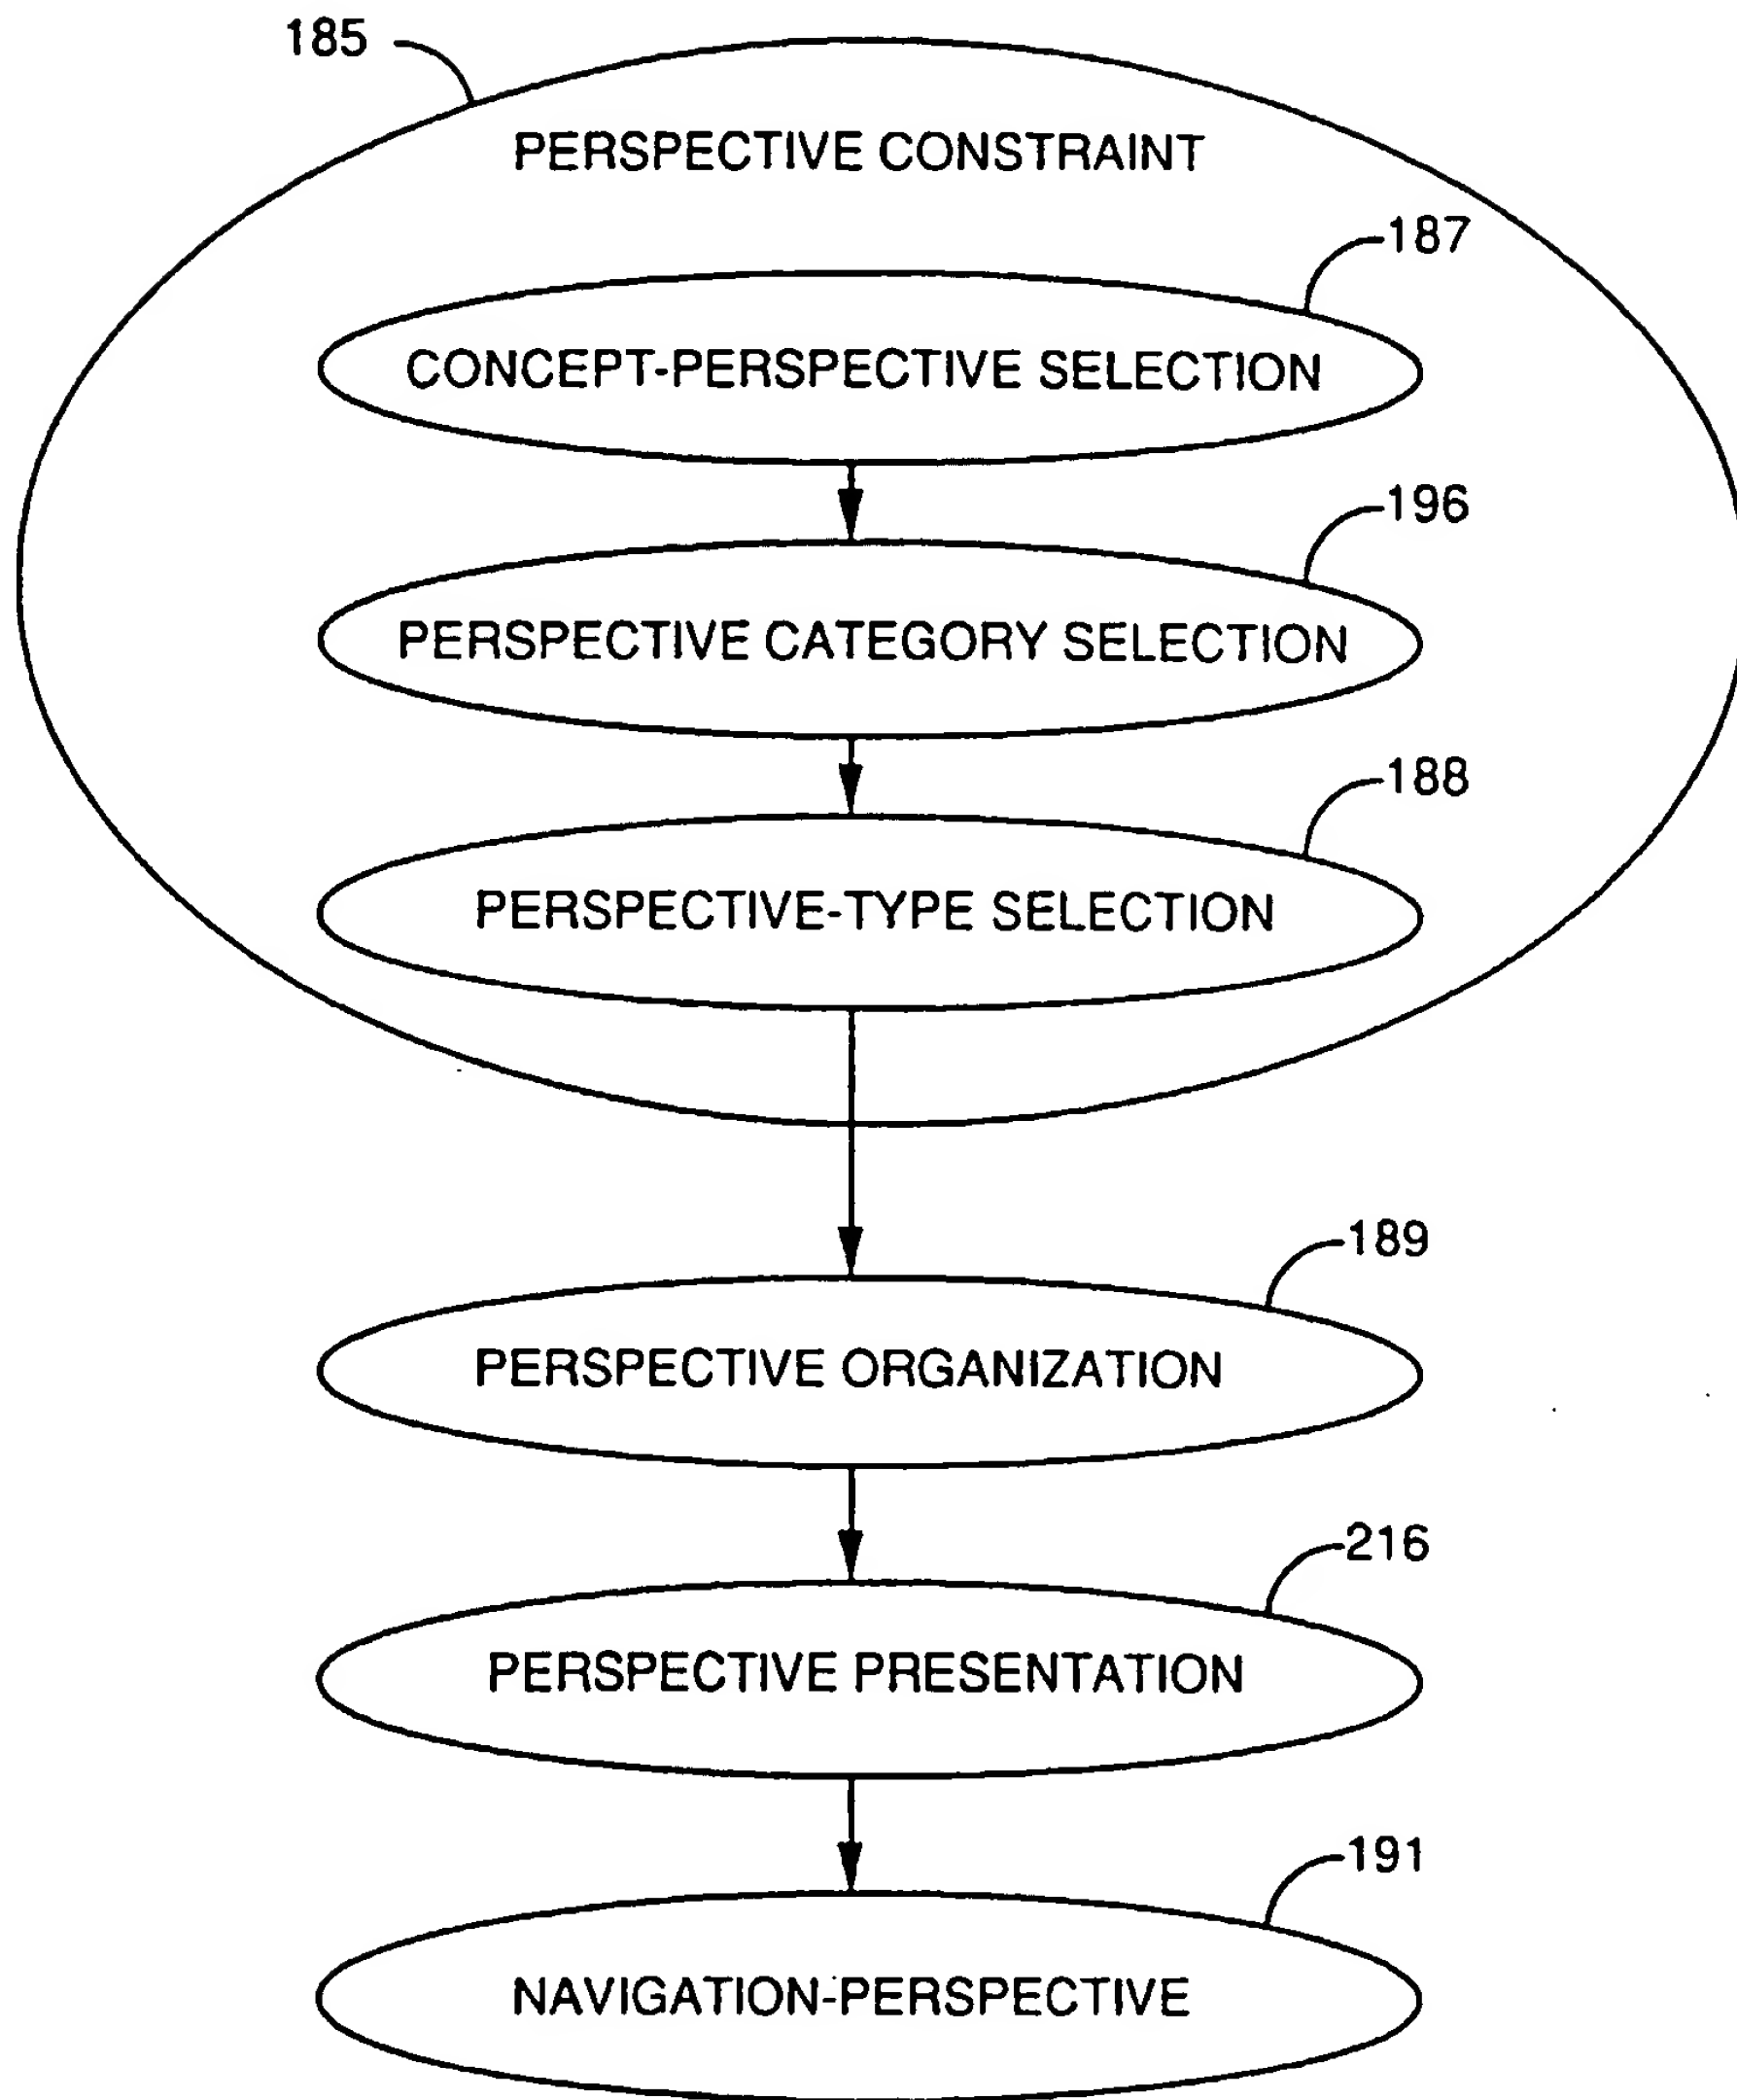 185
PERSPECTIVE CONSTRAINT
187
CONCEPT-PERSPECTIVE SELECTION
196
PERSPECTIVE CATEGORY SELECTION
188
PERSPECTIVE-TYPE SELECTION
189
PERSPECTIVE ORGANIZATION
216
PERSPECTIVE PRESENTATION
191
NAVIGATION-PERSPECTIVE